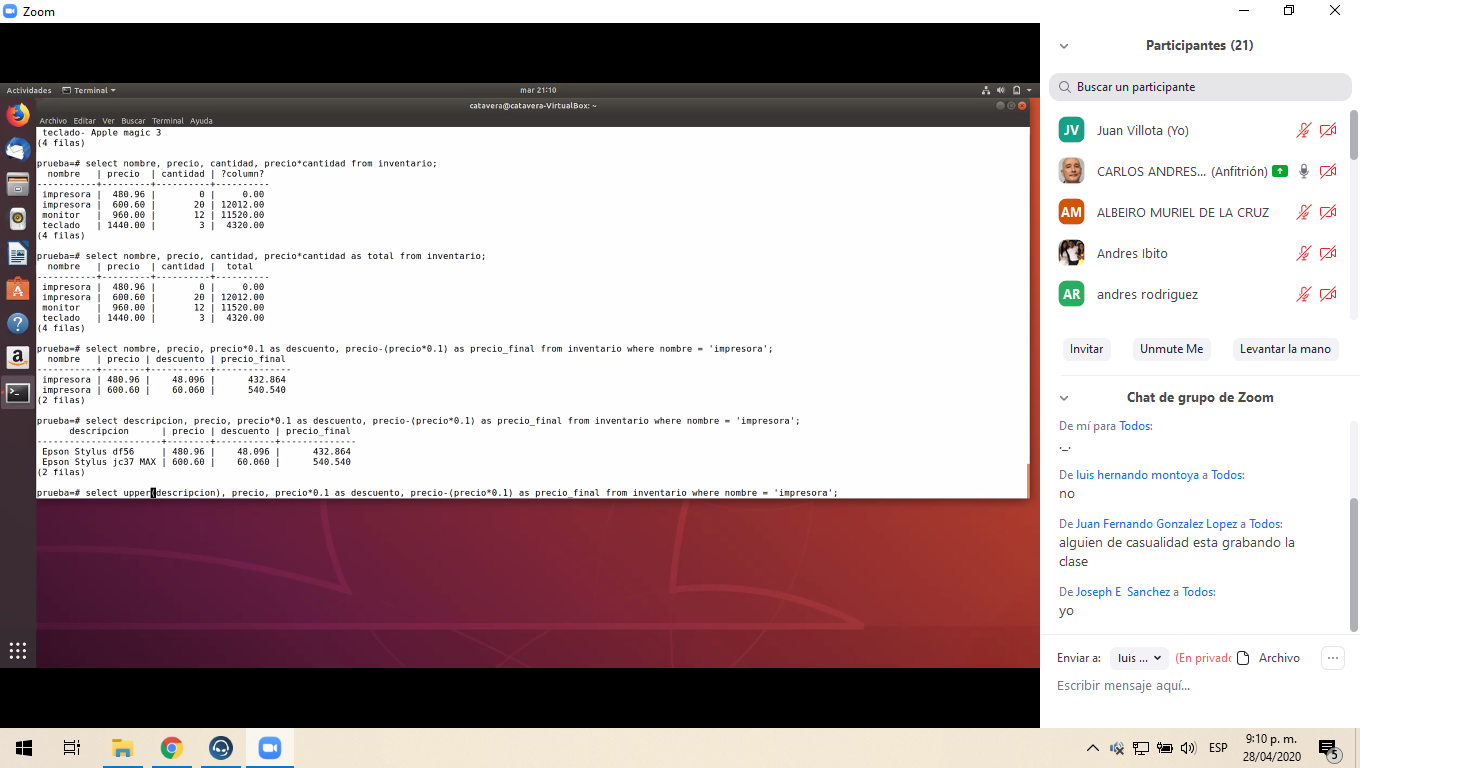 Zoom
Actividades Terminal mar 21:10
catavera@catavera-VirtualBox: ~
Archivo Editar Ver Buscar Terminal Ayuda
teclado- Apple magic 3
(4 filas)
prueba=# select nombre, precio, cantidad, precio*cantidad from inventario;
nombre | precio | cantidad | ?column?
-----------+---------+----------+----------
impresora | 480.96 | 0 | 0.00
impresora | 600.60 | 20 | 12012.00
monitor | 960.00 | 12 | 11520.00
teclado | 1440.00 | 3 | 4320.00
(4 filas)
prueba=# select nombre, precio, cantidad, precio*cantidad as total from inventario;
nombre | precio | cantidad | total
-----------+---------+----------+----------
impresora | 480.96 | 0 | 0.00
impresora | 600.60 | 20 | 12012.00
monitor | 960.00 | 12 | 11520.00
teclado | 1440.00 | 3 | 4320.00
(4 filas)
prueba=# select nombre, precio, precio*0.1 as descuento, precio-(precio*0.1) as precio_final from inventario where nombre = 'impresora';
nombre | precio | descuento | precio_final
-----------+--------+-----------+--------------
impresora | 480.96 | 48.096 | 432.864
impresora | 600.60 | 60.060 | 540.540
(2 filas)
prueba=# select descripcion, precio, precio*0.1 as descuento, precio-(precio*0.1) as precio_final from inventario where nombre = 'impresora';
descripcion | precio | descuento | precio_final
-----------------------+--------+-----------+--------------
Epson Stylus df56 | 480.96 | 48.096 | 432.864
Epson Stylus jc37 MAX | 600.60 | 60.060 | 540.540
(2 filas)
prueba=# select upper(descripcion), precio, precio*0.1 as descuento, precio-(precio*0.1) as precio_final from inventario where nombre = 'impresora';
Participantes (21)
Buscar un participante
JV Juan Villota (Yo)
CARLOS ANDRES... (Anfitrión)
AM ALBEIRO MURIEL DE LA CRUZ
Andres Ibito
AR andres rodriguez
Invitar Unmute Me Levantar la mano
Chat de grupo de Zoom
De mí para Todos:
._.
De luis hernando montoya a Todos:
no
De Juan Fernando Gonzalez Lopez a Todos:
alguien de casualidad esta grabando la
clase
De Joseph E Sanchez a Todos:
yo
Enviar a: luis ... (En privado Archivo ...
Escribir mensaje aquí...
ESP 9:10 p. m.
28/04/2020
5